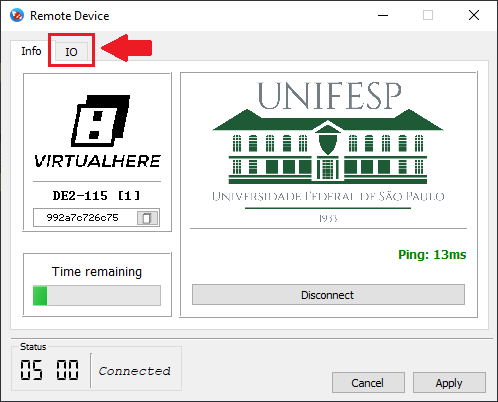 Remote Device
Info
IO
VIRTUALHERE
DE2-115 [1]
992a7c726c75
Time remaining
UNIFESP
UNIVERSIDADE FEDERAL DE SÃO PAULO
1933
Ping: 13ms
Disconnect
Status
05 00
Connected
Cancel
Apply